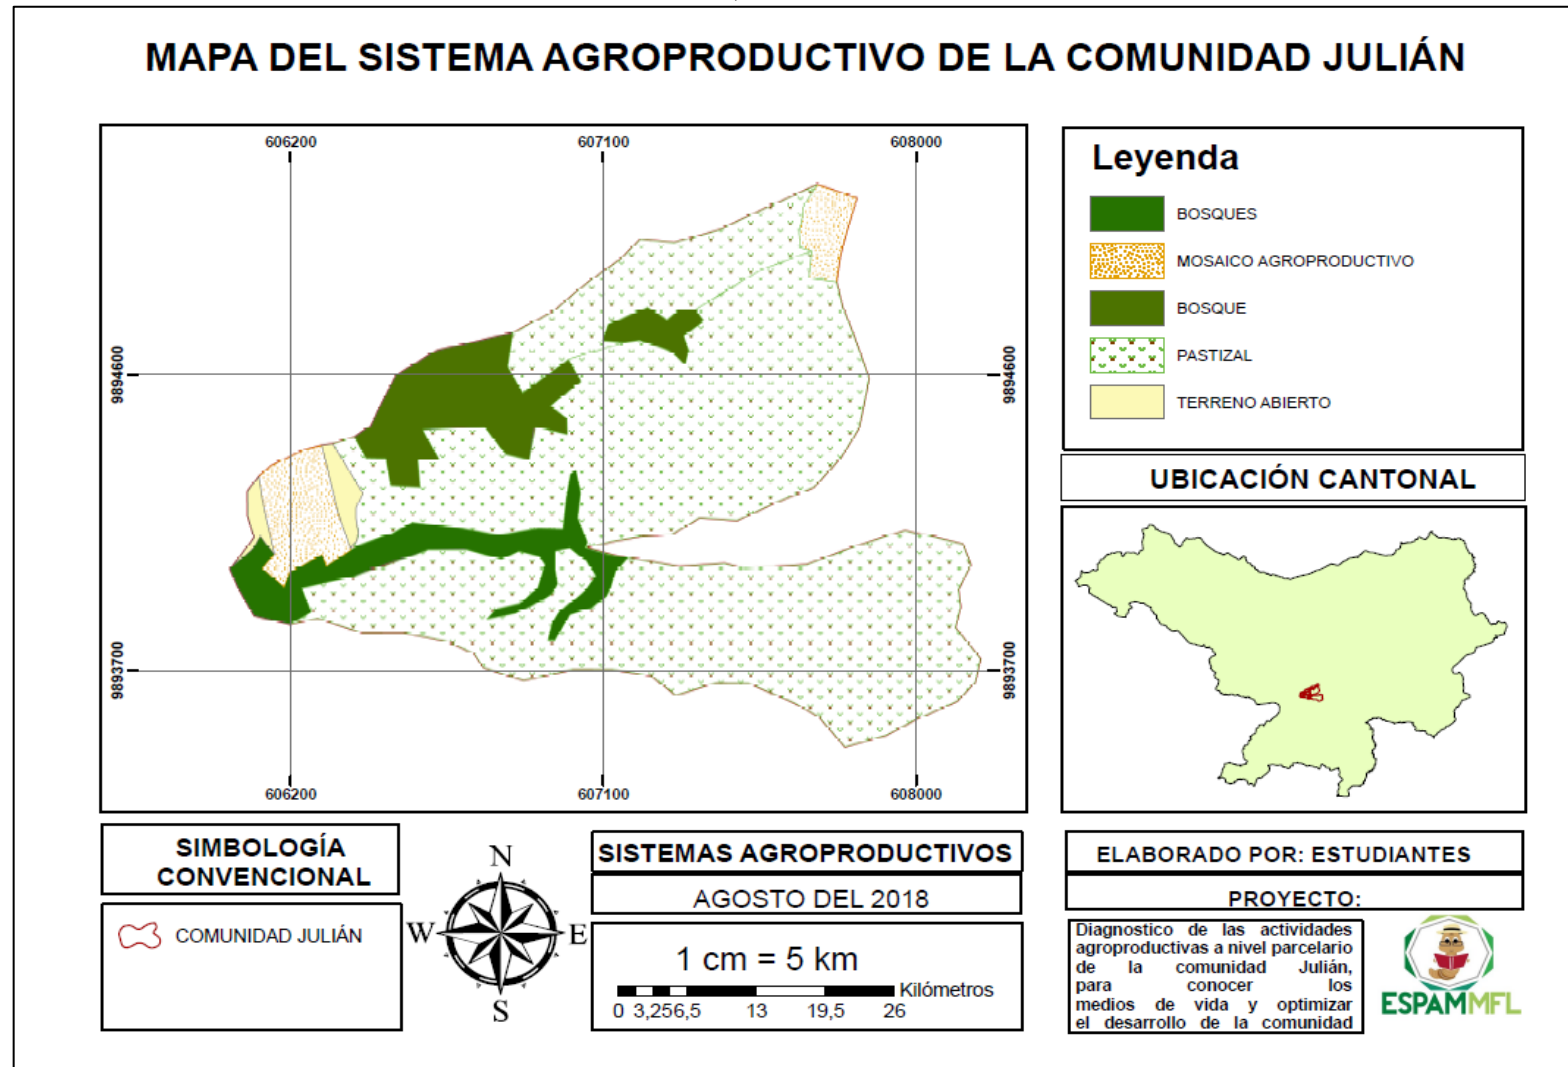 MAPA DEL SISTEMA AGROPRODUCTIVO DE LA COMUNIDAD JULIÁN
606200
607100
608000
9894600
9894600
9893700
9893700
606200
607100
608000
Leyenda
BOSQUES
MOSAICO AGROPRODUCTIVO
BOSQUE
PASTIZAL
TERRENO ABIERTO
UBICACIÓN CANTONAL
SIMBOLOGÍA
CONVENCIONAL
COMUNIDAD JULIÁN
N
W
E
S
SISTEMAS AGROPRODUCTIVOS
AGOSTO DEL 2018
1 cm = 5 km
Kilómetros
0 3,256,5 13 19,5 26
ELABORADO POR: ESTUDIANTES
PROYECTO:
Diagnostico de las actividades
agroproductivas a nivel parcelario
de la comunidad Julián,
para conocer los
medios de vida y optimizar
el desarrollo de la comunidad
ESPAMMFL